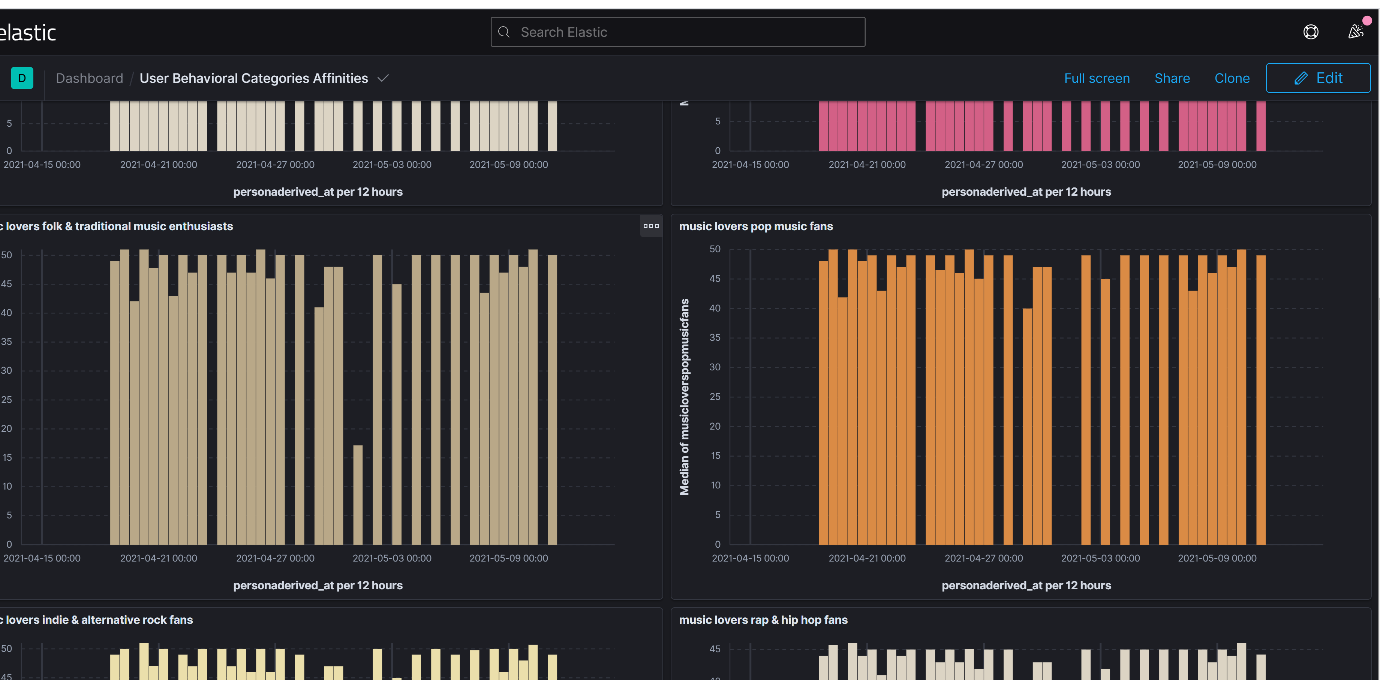 elastic
Search Elastic
D
Dashboard / User Behavioral Categories Affinities
Full screen
Share
Clone
Edit
5
0
2021-04-15 00:00 2021-04-21 00:00 2021-04-27 00:00 2021-05-03 00:00 2021-05-09 00:00
personaderived_at per 12 hours
5
0
2021-04-15 00:00 2021-04-21 00:00 2021-04-27 00:00 2021-05-03 00:00 2021-05-09 00:00
personaderived_at per 12 hours
c lovers folk & traditional music enthusiasts
50
45
40
35
30
25
20
15
10
5
0
2021-04-15 00:00 2021-04-21 00:00 2021-04-27 00:00 2021-05-03 00:00 2021-05-09 00:00
personaderived_at per 12 hours
music lovers pop music fans
Median of musicloverspopmusicfans
50
45
40
35
30
25
20
15
10
5
0
2021-04-15 00:00 2021-04-21 00:00 2021-04-27 00:00 2021-05-03 00:00 2021-05-09 00:00
personaderived_at per 12 hours
c lovers indie & alternative rock fans
50
45
music lovers rap & hip hop fans
45
40